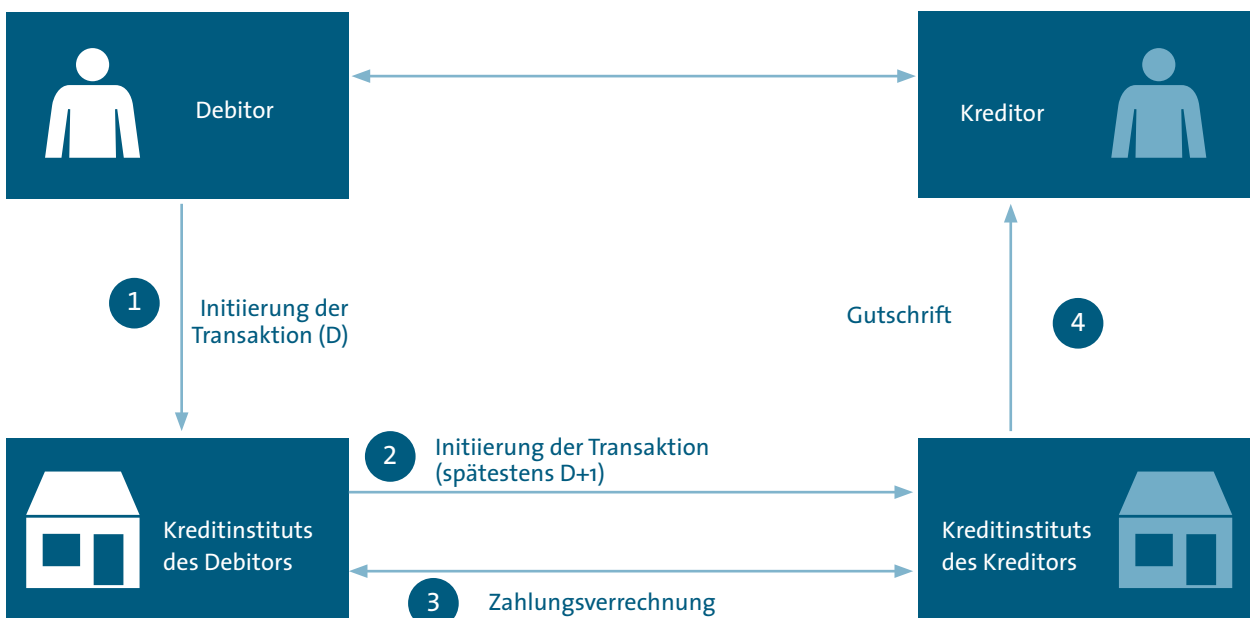 Debitor
Kreditor
1
Initiierung der
Transaktion (D)
Gutschrift
4
2
Initiierung der Transaktion
(spätestens D+1)
Kreditinstituts
des Debitors
Kreditinstituts
des Kreditors
3
Zahlungsverrechnung